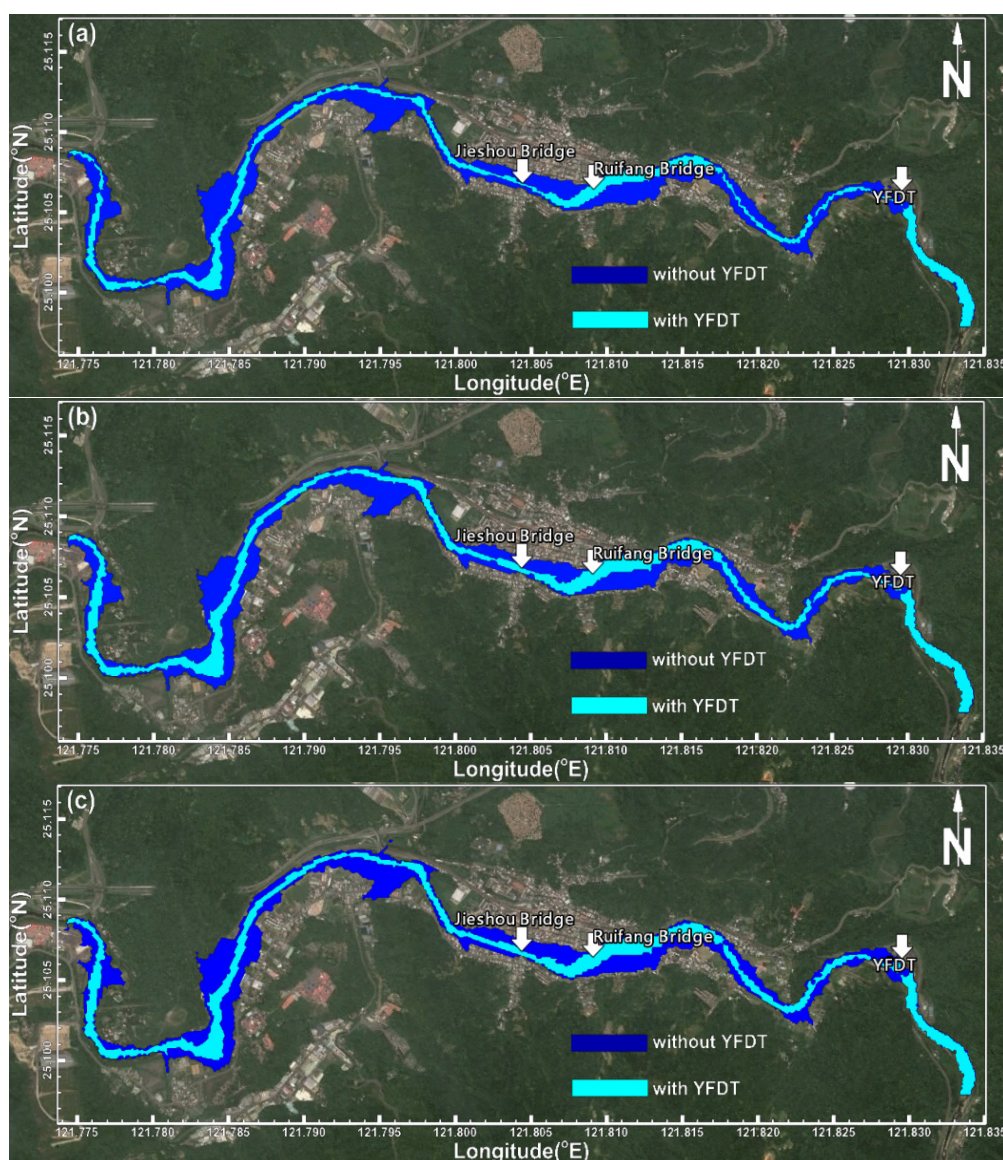 (a)
N
25.115
25.110
25.105
25.100
Latitude(°N)
Jieshou Bridge
Ruifang Bridge
YFDT
without YFDT
with YFDT
121.775 121.780 121.785 121.790 121.795 121.800 121.805 121.810 121.815 121.820 121.825 121.830 121.835
Longitude(°E)
(b)
N
25.115
25.110
25.105
25.100
Latitude(°N)
Jieshou Bridge
Ruifang Bridge
YFDT
without YFDT
with YFDT
121.775 121.780 121.785 121.790 121.795 121.800 121.805 121.810 121.815 121.820 121.825 121.830 121.835
Longitude(°E)
(c)
N
25.115
25.110
25.105
25.100
Latitude(°N)
Jieshou Bridge
Ruifang Bridge
YFDT
without YFDT
with YFDT
121.775 121.780 121.785 121.790 121.795 121.800 121.805 121.810 121.815 121.820 121.825 121.830 121.835
Longitude(°E)